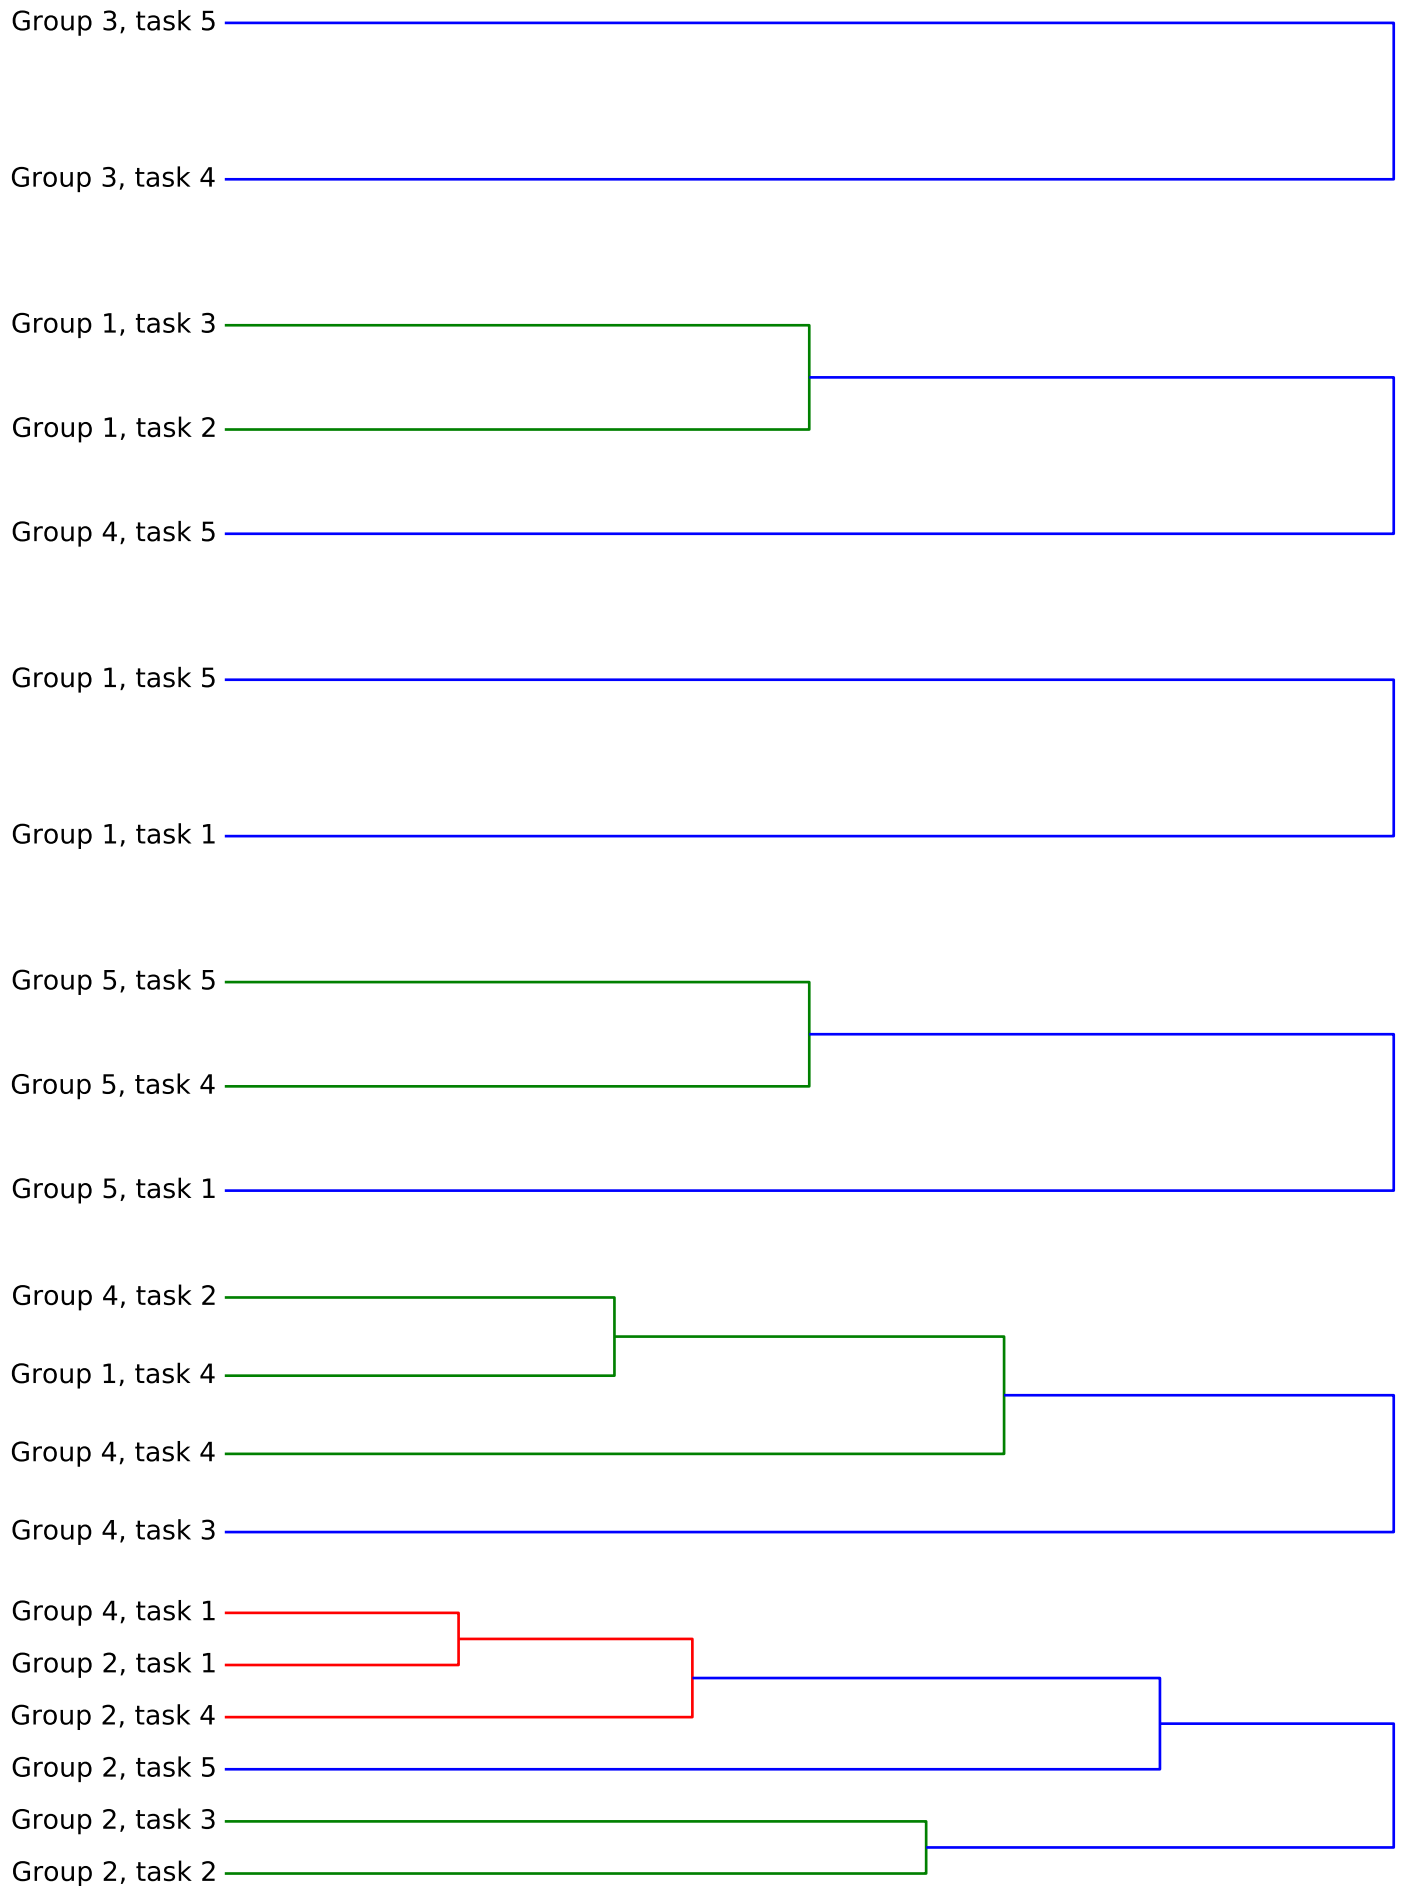 Group 3, task 5
Group 3, task 4
Group 1, task 3
Group 1, task 2
Group 4, task 5
Group 1, task 5
Group 1, task 1
Group 5, task 5
Group 5, task 4
Group 5, task 1
Group 4, task 2
Group 1, task 4
Group 4, task 4
Group 4, task 3
Group 4, task 1
Group 2, task 1
Group 2, task 4
Group 2, task 5
Group 2, task 3
Group 2, task 2